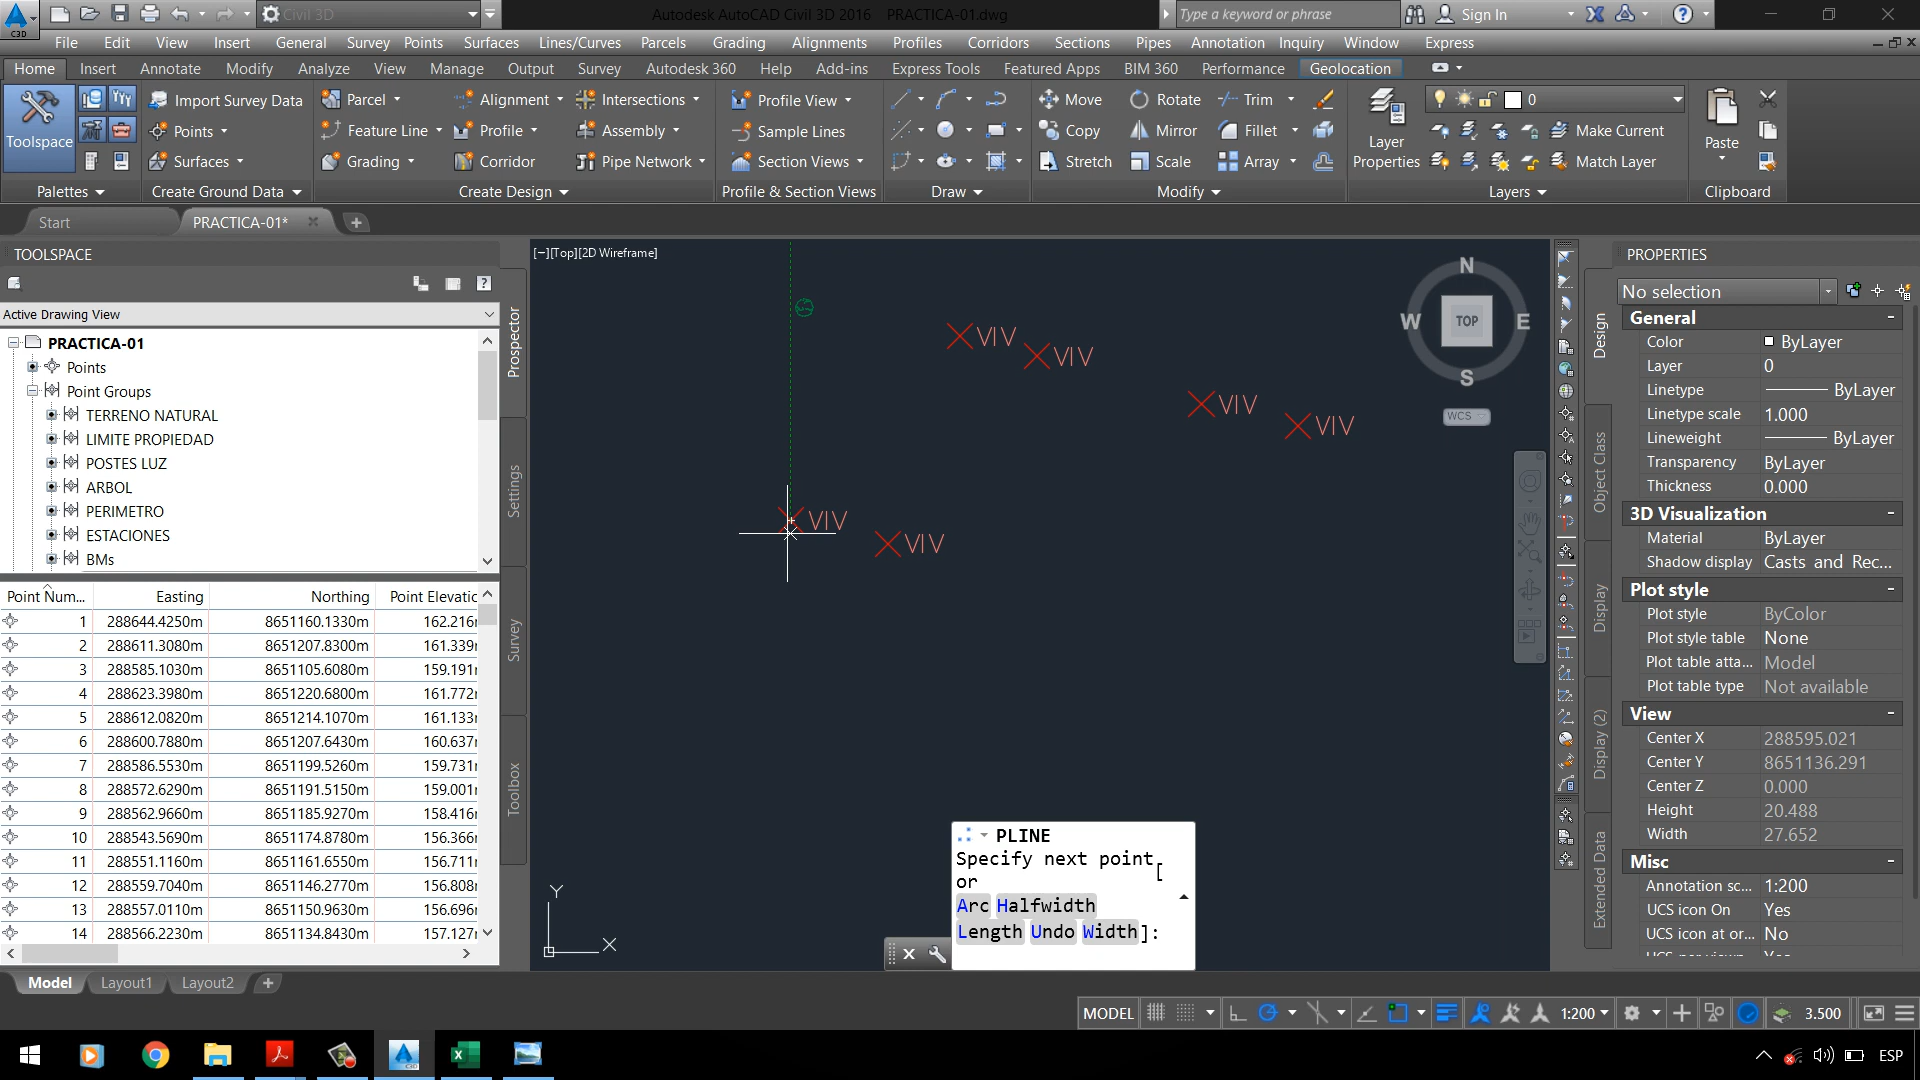 Civil 3D
Autodesk AutoCAD Civil 3D 2016 PRACTICA-01.dwg
Type a keyword or phrase
Sign In
C3D
File Edit View Insert General Survey Points Surfaces Lines/Curves Parcels Grading Alignments Profiles Corridors Sections Pipes Annotation Inquiry Window Express
Home Insert Annotate Modify Analyze View Manage Output Survey Autodesk 360 Help Add-ins Express Tools Featured Apps BIM 360 Performance Geolocation
Toolspace
Import Survey Data
Points
Surfaces
Parcel
Feature Line
Grading
Alignment
Profile
Corridor
Intersections
Assembly
Pipe Network
Profile View
Sample Lines
Section Views
Move
Copy
Stretch
Rotate
Mirror
Scale
Trim
Fillet
Array
Layer
Properties
0
Make Current
Match Layer
Paste
Palettes Create Ground Data Create Design Profile & Section Views Draw Modify Layers Clipboard
Start PRACTICA-01*
TOOLSPACE
Active Drawing View
PRACTICA-01
Points
Point Groups
TERRENO NATURAL
LIMITE PROPIEDAD
POSTES LUZ
ARBOL
PERIMETRO
ESTACIONES
BMs
Prospector
Settings
Survey
Toolbox
Point Num... Easting Northing Point Elevatic
1 288644.4250m 8651160.1330m 162.216
2 288611.3080m 8651207.8300m 161.339
3 288585.1030m 8651105.6080m 159.191
4 288623.3980m 8651220.6800m 161.772
5 288612.0820m 8651214.1070m 161.133
6 288600.7880m 8651207.6430m 160.637
7 288586.5530m 8651199.5260m 159.731
8 288572.6290m 8651191.5150m 159.001
9 288562.9660m 8651185.9270m 158.416
10 288543.5690m 8651174.8780m 156.366
11 288551.1160m 8651161.6550m 156.711
12 288559.7040m 8651146.2770m 156.808
13 288557.0110m 8651150.9630m 156.696
14 288566.2230m 8651134.8430m 157.127
[−][Top][2D Wireframe]
VIV
VIV
VIV
VIV
VIV
VIV
N
W TOP E
S
WCS
Y
X
PLINE
Specify next point
or [
Arc Halfwidth
Length Undo Width]:
PROPERTIES
No selection
Design
Object Class
Display
Display (2)
Extended Data
General
Color ByLayer
Layer 0
Linetype ByLayer
Linetype scale 1.000
Lineweight ByLayer
Transparency ByLayer
Thickness 0.000
3D Visualization
Material ByLayer
Shadow display Casts and Rec...
Plot style
Plot style ByColor
Plot style table None
Plot table atta... Model
Plot table type Not available
View
Center X 288595.021
Center Y 8651136.291
Center Z 0.000
Height 20.488
Width 27.652
Misc
Annotation sc... 1:200
UCS icon On Yes
UCS icon at or... No
Model Layout1 Layout2
MODEL 1:200 3.500
ESP